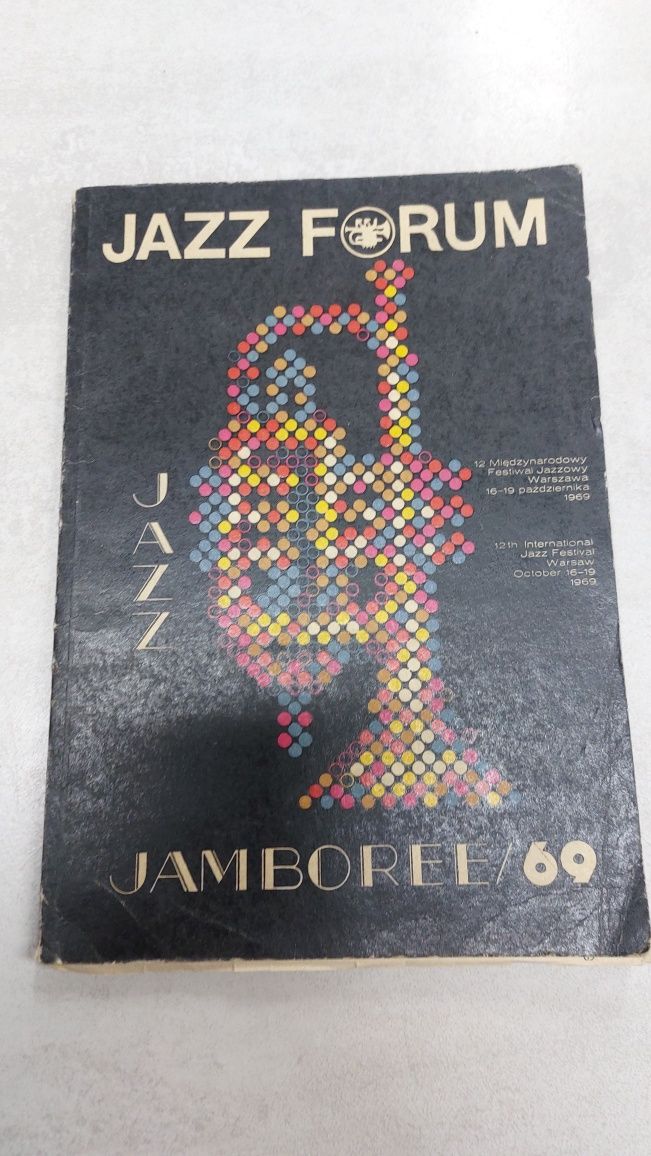 JAZZ FORUM
12 Międzynarodowy
Festiwal Jazzowy
Warszawa
16-19 października
1969
JAZZ
12th International
Jazz Festival
Warsaw
October 16-19
1969
JAMBOREE/69